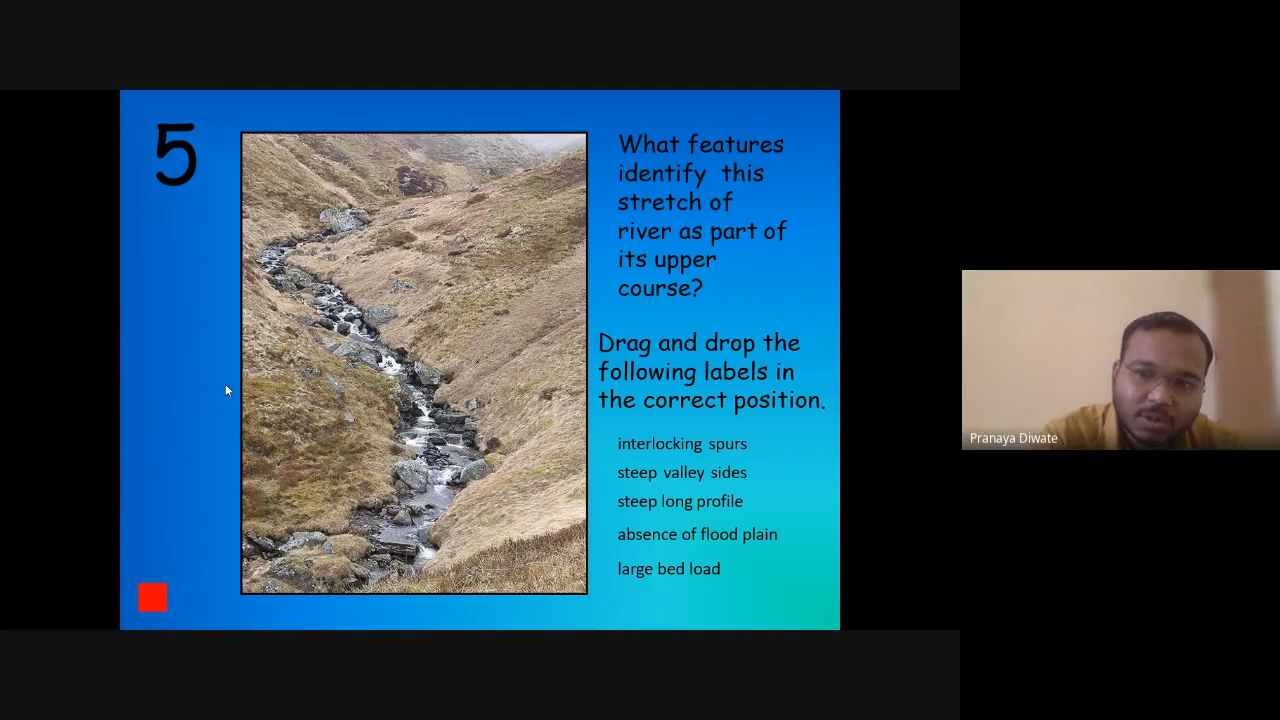 5
What features
identify this
stretch of
river as part of
its upper
course?
Drag and drop the
following labels in
the correct position.
interlocking spurs
steep valley sides
steep long profile
absence of flood plain
large bed load
Pranaya Diwate